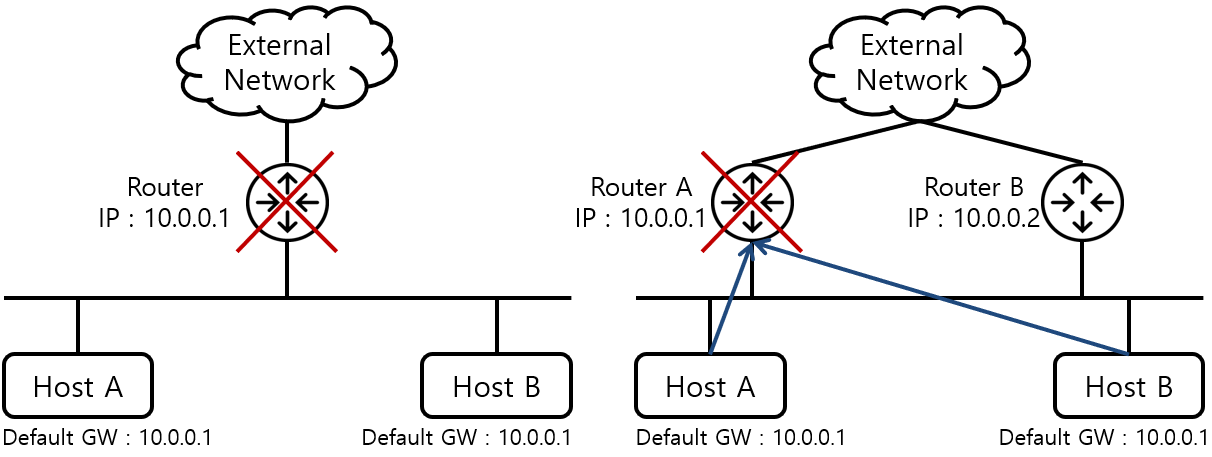 External
Network
Router
IP : 10.0.0.1
Host A
Host B
Default GW : 10.0.0.1
Default GW : 10.0.0.1
External
Network
Router A
IP : 10.0.0.1
Router B
IP : 10.0.0.2
Host A
Host B
Default GW : 10.0.0.1
Default GW : 10.0.0.1